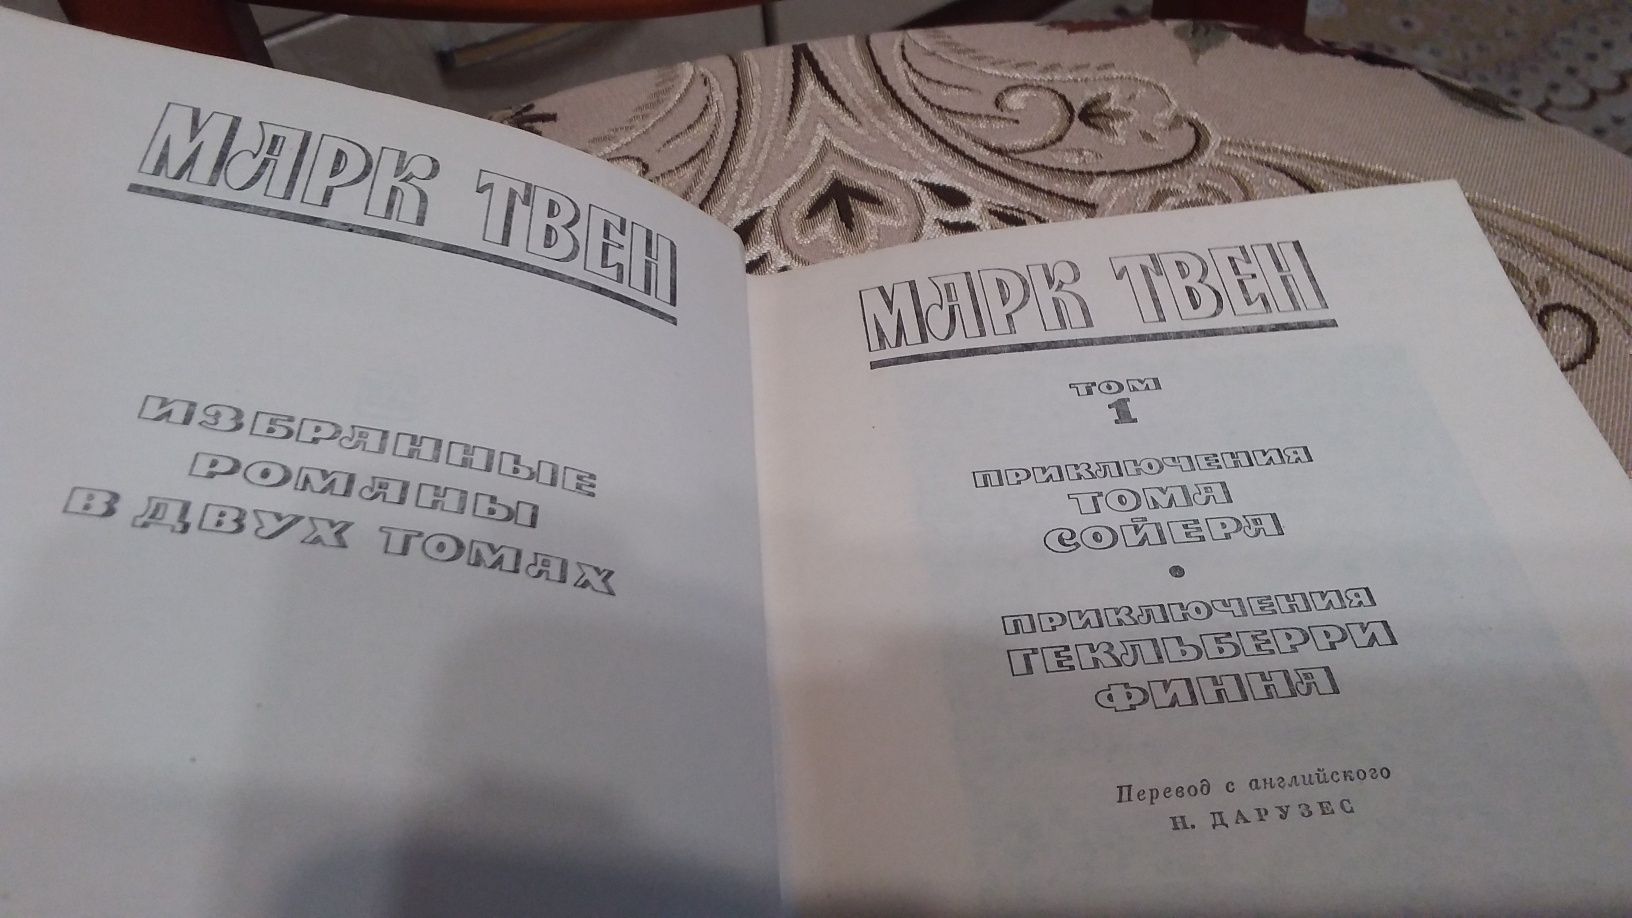 МАРК ТВЕН
ИЗБРАННЫЕ
РОМАНЫ
В ДВУХ ТОМАХ
МАРК ТВЕН
ТОМ
1
ПРИКЛЮЧЕНИЯ
ТОМА
СОЙЕРА
•
ПРИКЛЮЧЕНИЯ
ГЕКЛЬБЕРРИ
ФИННА
Перевод с английского
Н. ДАРУЗЕС